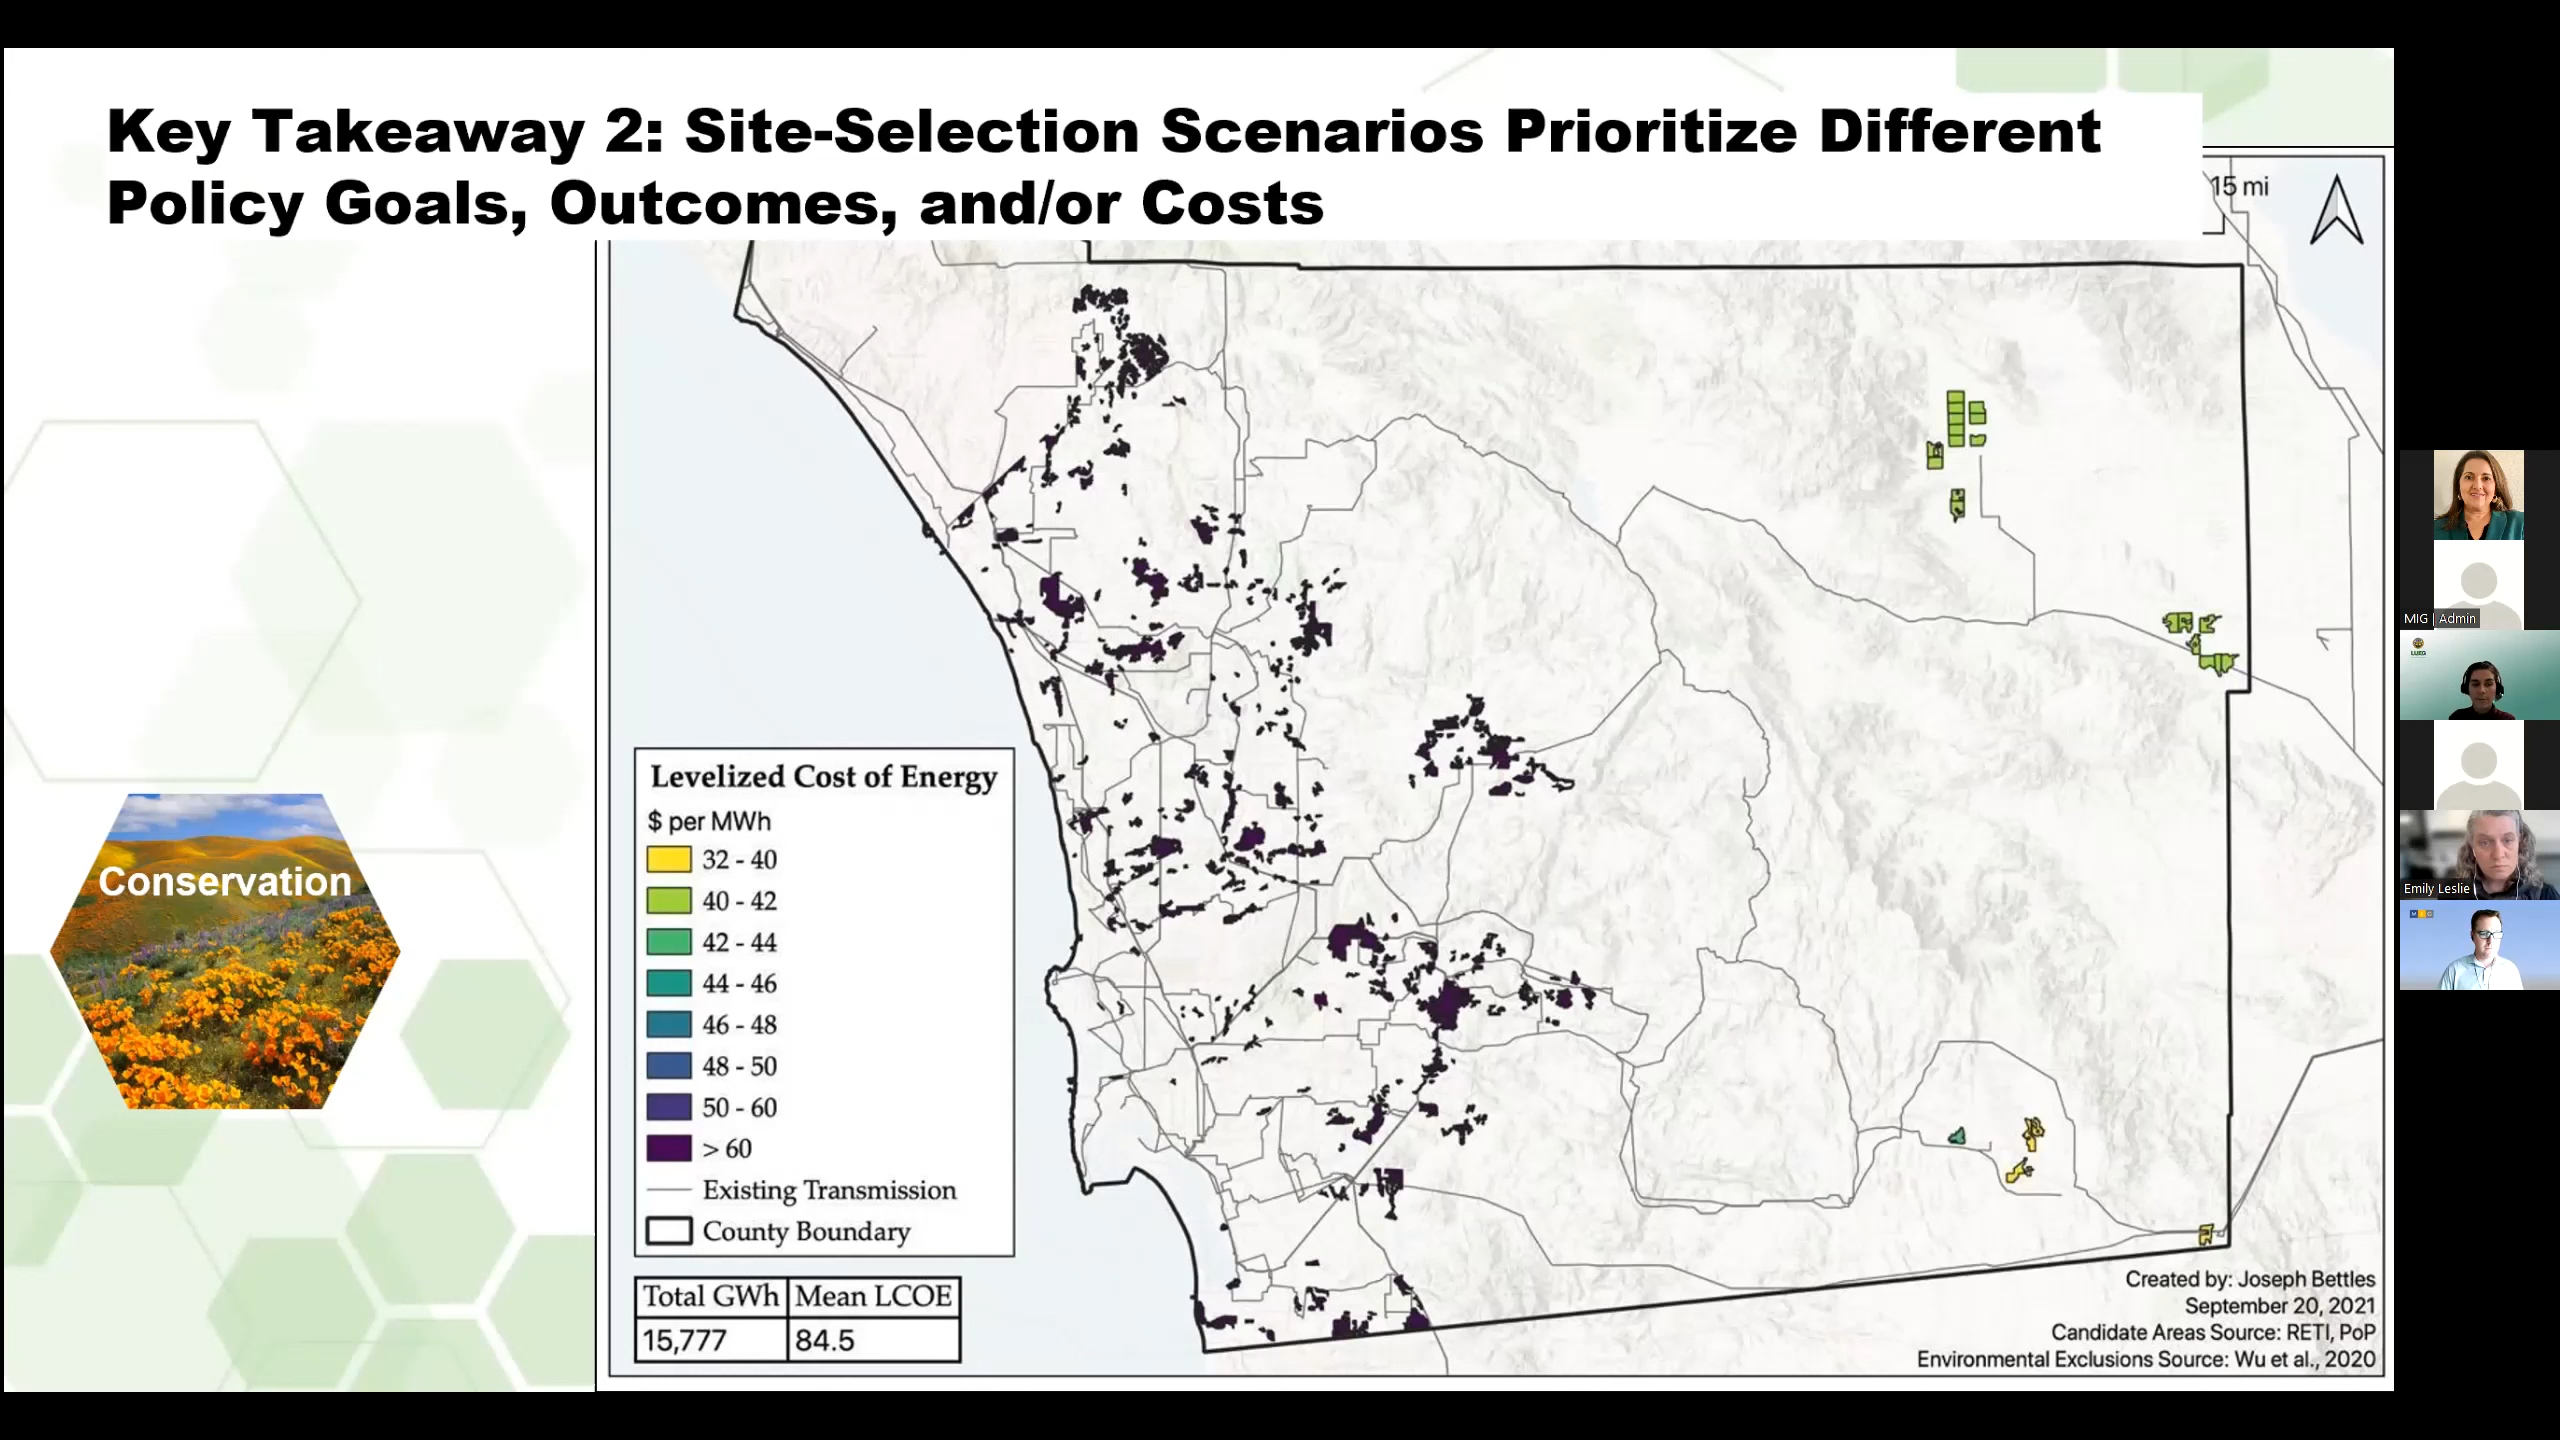 Key Takeaway 2: Site-Selection Scenarios Prioritize Different
Policy Goals, Outcomes, and/or Costs
15 mi
Conservation
Levelized Cost of Energy
$ per MWh
32 - 40
40 - 42
42 - 44
44 - 46
46 - 48
48 - 50
50 - 60
> 60
Existing Transmission
County Boundary
Total GWh Mean LCOE
15,777 84.5
Created by: Joseph Bettles
September 20, 2021
Candidate Areas Source: RETI, PoP
Environmental Exclusions Source: Wu et al., 2020
MIG | Admin
LUEG
Emily Leslie
MIG